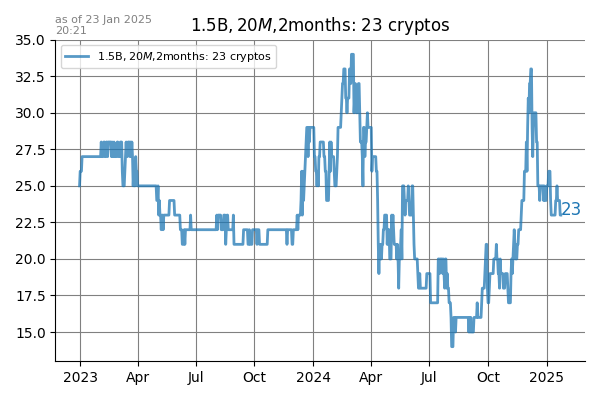 as of 23 Jan 2025
20:21
1.5B, 20M,2months: 23 cryptos
1.5B, 20M,2months: 23 cryptos
35.0
32.5
30.0
27.5
25.0
22.5
20.0
17.5
15.0
23
2023
Apr
Jul
Oct
2024
Apr
Jul
Oct
2025